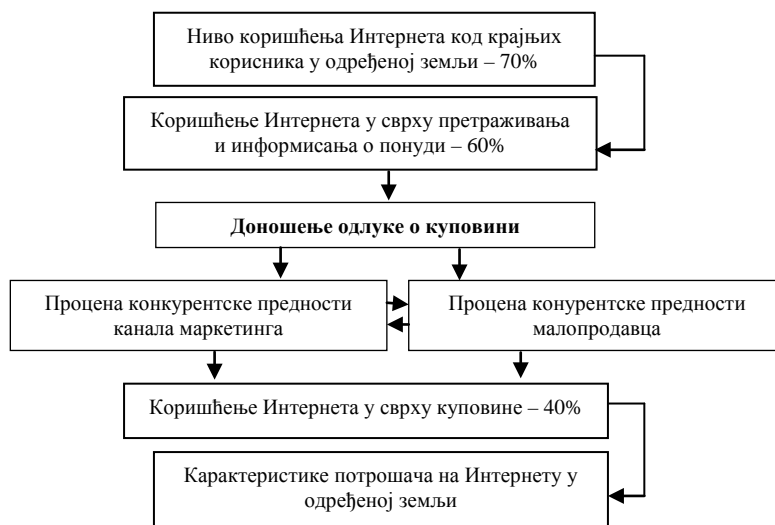 Ниво коришћења Интернета код крајњих
корисника у одређеној земљи – 70%
Коришћење Интернета у сврху претраживања
и информисања о понуди – 60%
Доношење одлуке о куповини
Процена конкурентске предности
канала маркетинга
Процена конурентске предности
малопродавца
Коришћење Интернета у сврху куповине – 40%
Карактеристике потрошача на Интернету у
одређеној земљи